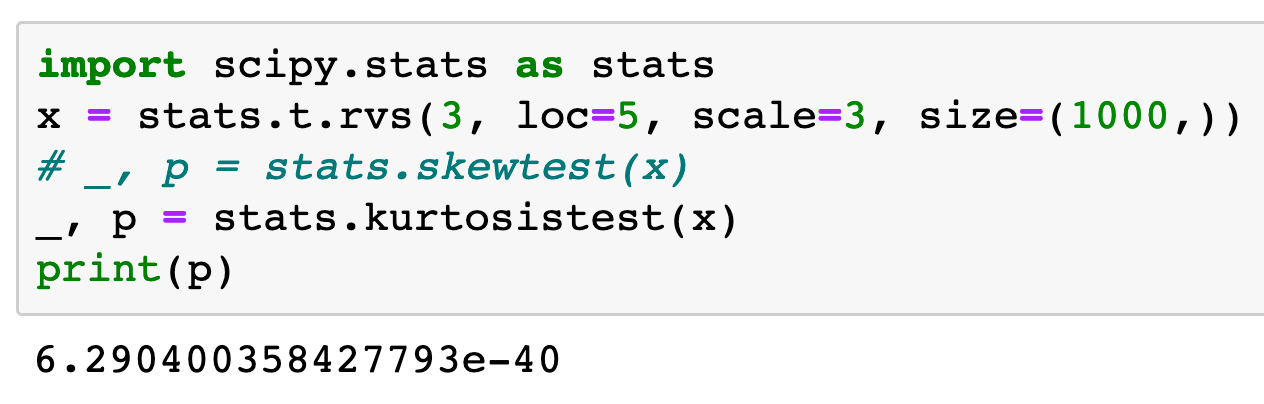 import scipy.stats as stats
x = stats.t.rvs(3, loc=5, scale=3, size=(1000,))
# _, p = stats.skewtest(x)
_, p = stats.kurtosistest(x)
print(p)
6.290400358427793e-40